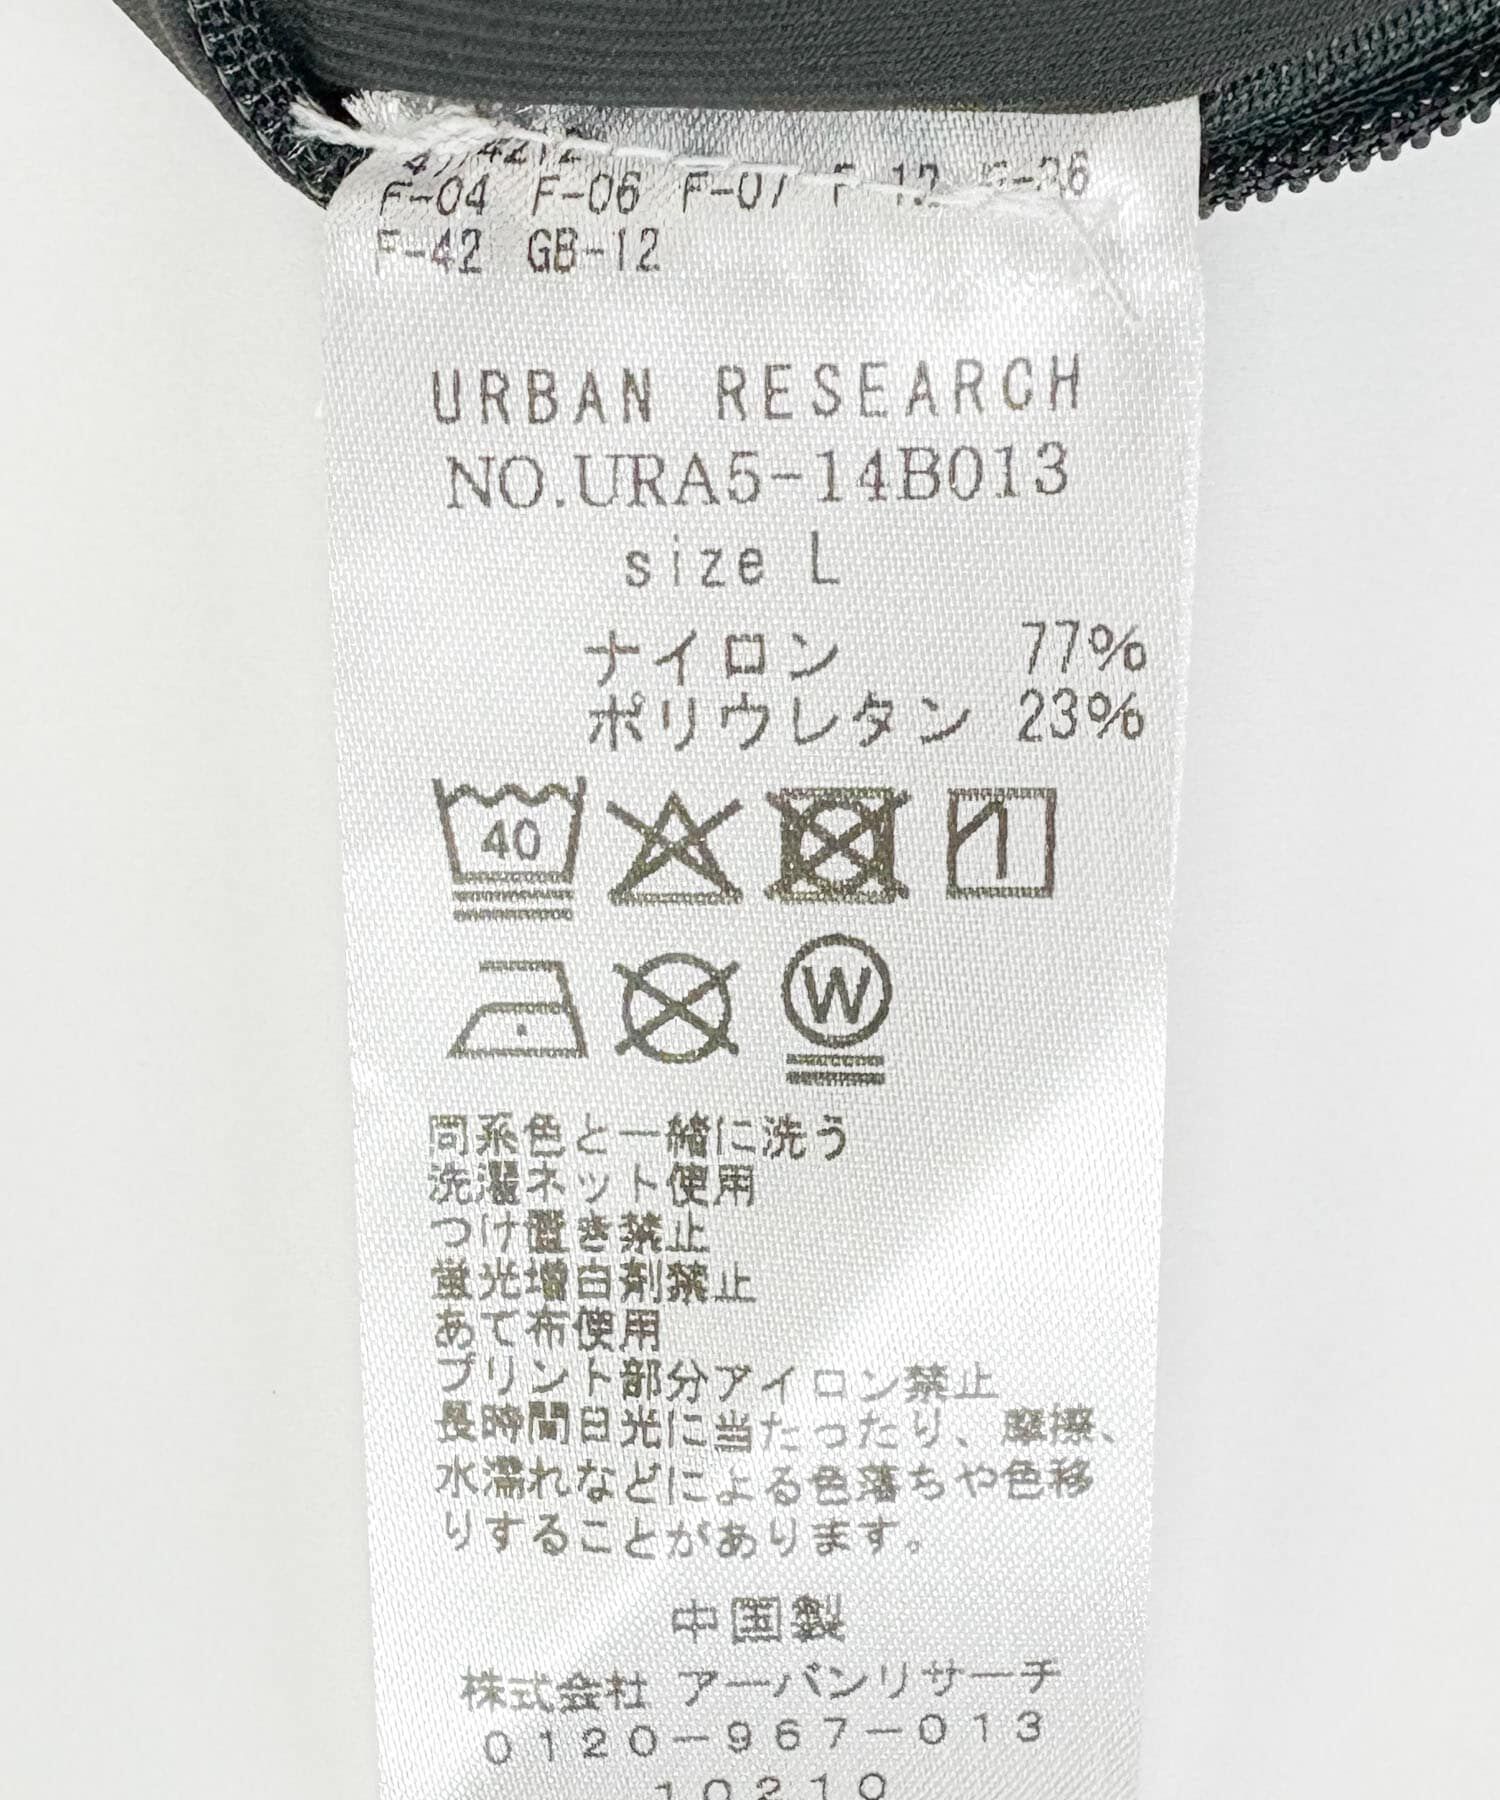 F-04 F-06 F-07 F-12
F-42 GB-12
URBAN RESEARCH
NO.URA5-14B013
size L
ナイロン 77%
ポリウレタン 23%
40
W
同系色と一緒に洗う
洗濯ネット使用
つけ置き禁止
蛍光増白剤禁止
あて布使用
プリント部分アイロン禁止
長時間日光に当たったり、摩擦、
水濡れなどによる色落ちや色移
りすることがあります。
中国製
株式会社 アーバンリサーチ
0120-967-013
10210